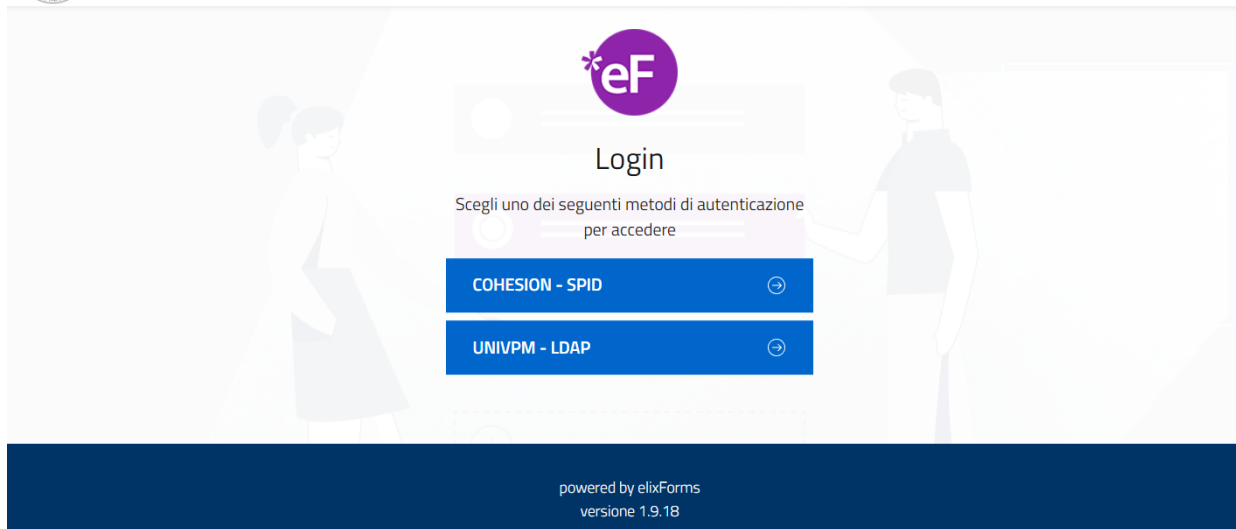 *eF
Login
Scegli uno dei seguenti metodi di autenticazione
per accedere
COHESION - SPID
UNIVPM - LDAP
powered by elixForms
versione 1.9.18